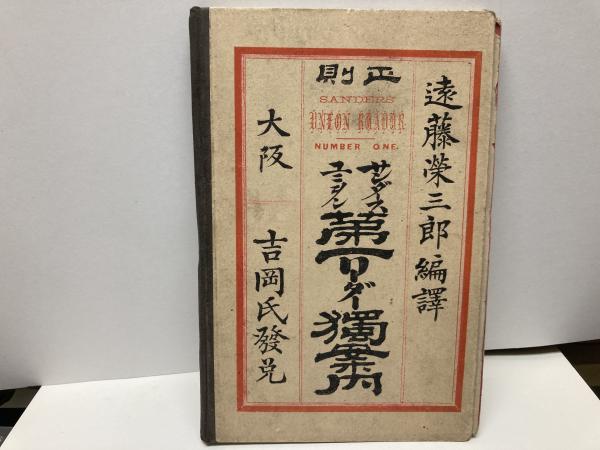 遠藤榮三郎編譯
正則
SANDERS'
UNION READER
NUMBER ONE.
サンダース
ユニオン
第一リーダー獨案内
大阪
吉岡氏發兌